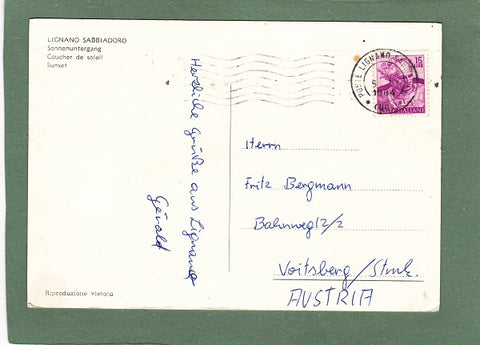 LIGNANO SABBIADORO
Sonnenuntergang
Coucher de soleil
Sunset
Herzliche Grüße aus Lignano
Gerald
Herrn
Fritz Bergmann
Bahnweg 12/2
Voitsberg/Stmk.
AUSTRIA
Riproduzione vietata
POSTE LIGNANO
15